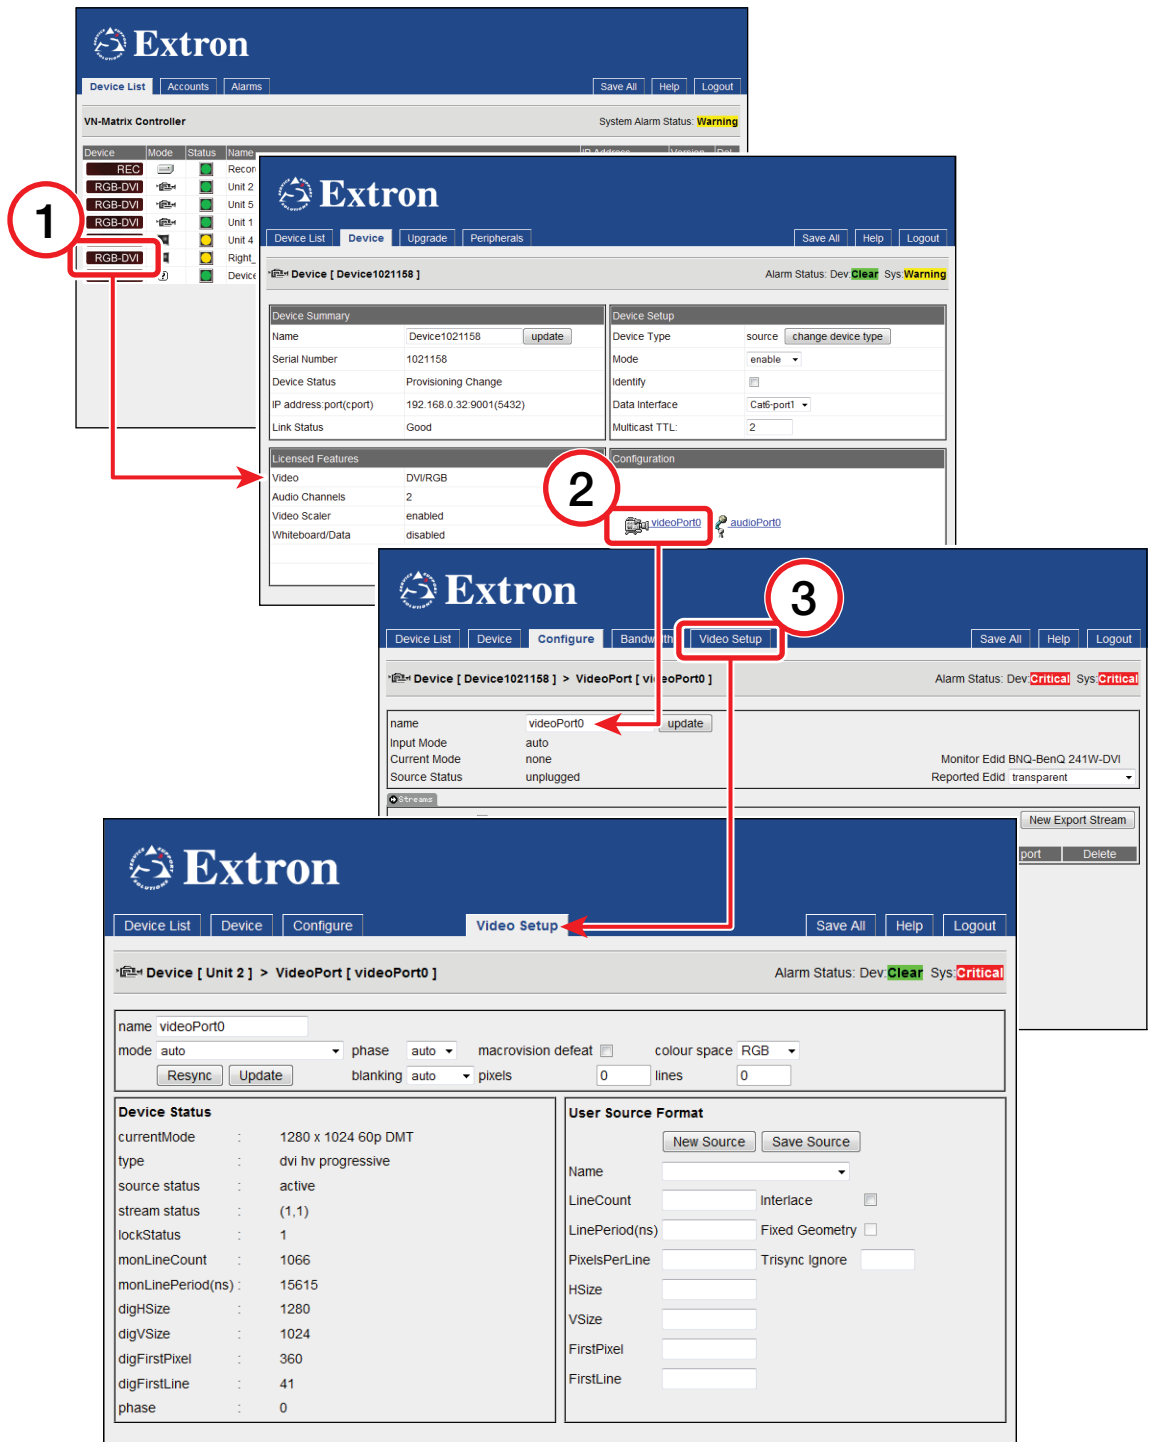 Extron
Device List Accounts Alarms Save All Help Logout
VN-Matrix Controller System Alarm Status: Warning
Device Mode Status Name
REC
RGB-DVI Unit 2
RGB-DVI Unit 5
RGB-DVI Unit 1
Unit 4
RGB-DVI Right_
Device
1
Extron
Device List Device Upgrade Peripherals Save All Help Logout
Device [ Device1021158 ] Alarm Status: Dev:Clear Sys:Warning
Device Summary
Name Device1021158 update
Serial Number 1021158
Device Status Provisioning Change
IP address:port(cport) 192.168.0.32:9001(5432)
Link Status Good
Device Setup
Device Type source change device type
Mode enable
Identify
Data Interface Cat6-port1
Multicast TTL: 2
Licensed Features
Video DVI/RGB
Audio Channels 2
Video Scaler enabled
Whiteboard/Data disabled
Configuration
videoPort0 audioPort0
2
Extron
3
Device List Device Configure Video Setup Save All Help Logout
Device [ Device1021158 ] > VideoPort [ videoPort0 ] Alarm Status: Dev:Critical Sys:Critical
name videoPort0 update
Input Mode auto
Current Mode none Monitor Edid BNQ-BenQ 241W-DVI
Source Status unplugged Reported Edid transparent
Streams
New Export Stream
port Delete
Extron
Device List Device Configure Video Setup Save All Help Logout
Device [ Unit 2 ] > VideoPort [ videoPort0 ] Alarm Status: Dev:Clear Sys:Critical
name videoPort0
mode auto phase auto macrovision defeat colour space RGB
Resync Update blanking auto pixels 0 lines 0
Device Status
currentMode : 1280 x 1024 60p DMT
type : dvi hv progressive
source status : active
stream status : (1,1)
lockStatus : 1
monLineCount : 1066
monLinePeriod(ns) : 15615
digHSize : 1280
digVSize : 1024
digFirstPixel : 360
digFirstLine : 41
phase : 0
User Source Format
New Source Save Source
Name
LineCount Interlace
LinePeriod(ns) Fixed Geometry
PixelsPerLine Trisync Ignore
HSize
VSize
FirstPixel
FirstLine